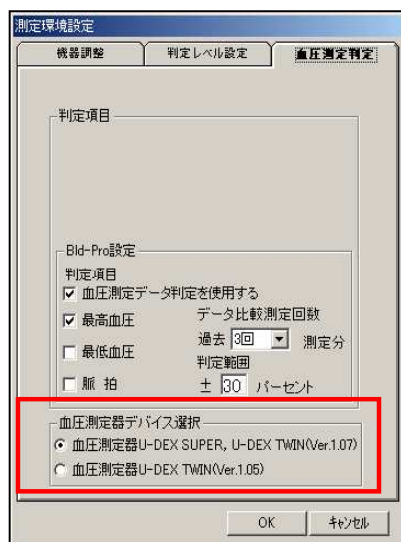 測定環境設定
機器調整
判定レベル設定
血圧測定判定
判定項目
Bld-Pro設定
判定項目
血圧測定データ判定を使用する
最高血圧
データ比較測定回数
過去 3回 測定分
最低血圧
判定範囲
脈 拍
± 30 パーセント
血圧測定器デバイス選択
血圧測定器U-DEX SUPER, U-DEX TWIN(Ver.1.07)
血圧測定器U-DEX TWIN(Ver.1.05)
OK
キャンセル